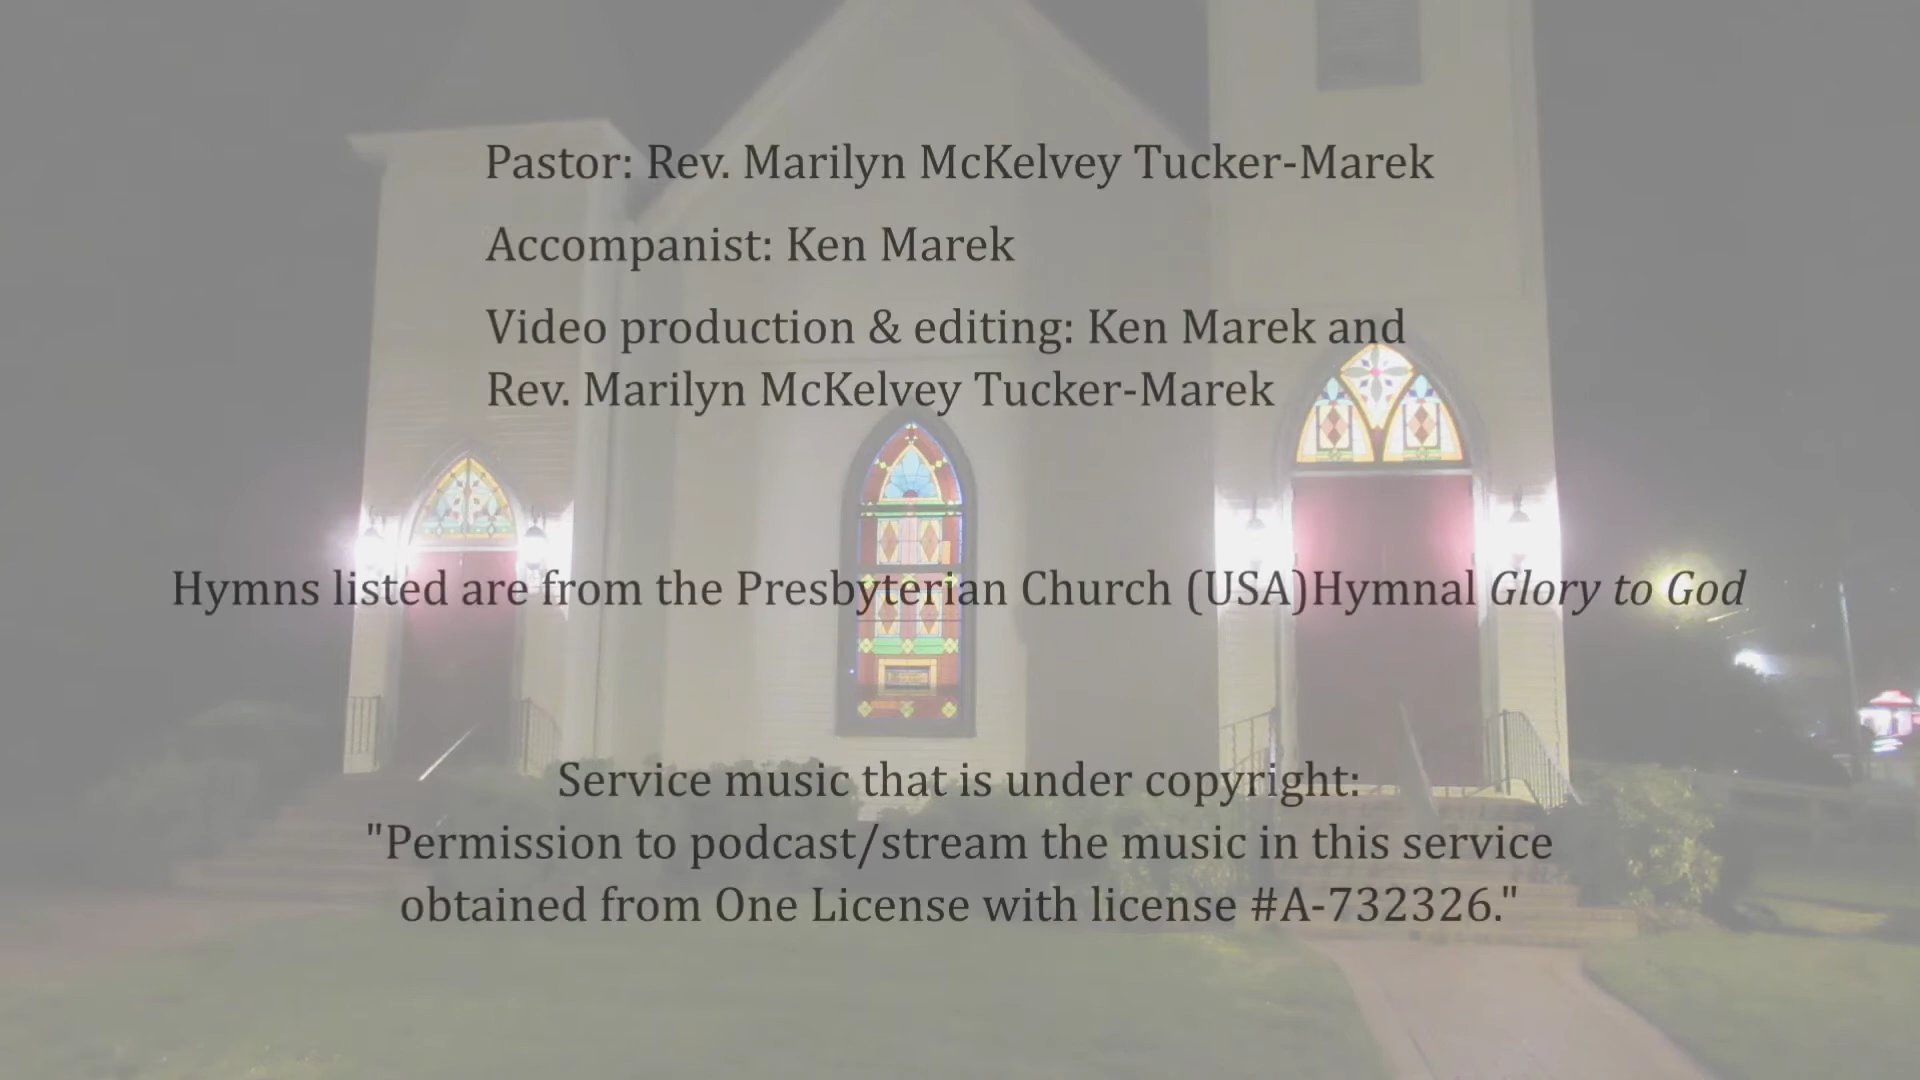 Pastor: Rev. Marilyn McKelvey Tucker-Marek
Accompanist: Ken Marek
Video production & editing: Ken Marek and
Rev. Marilyn McKelvey Tucker-Marek
Hymns listed are from the Presbyterian Church (USA)Hymnal Glory to God
Service music that is under copyright:
"Permission to podcast/stream the music in this service
obtained from One License with license #A-732326."